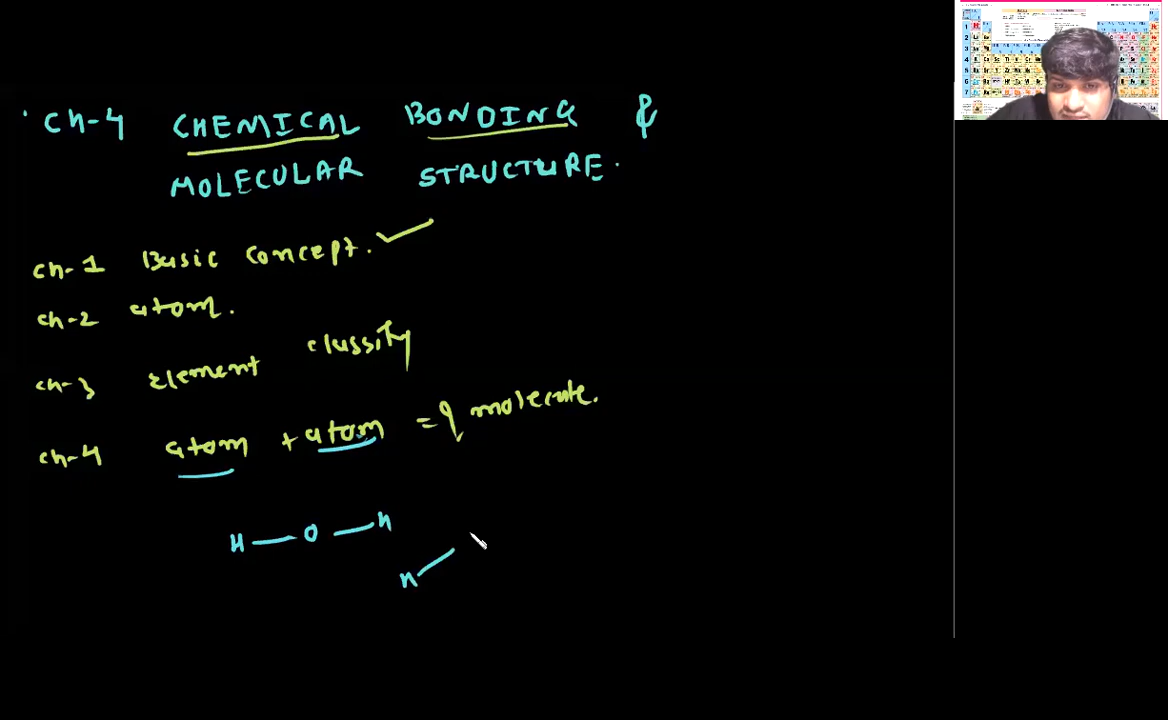 Ch-4 CHEMICAL BONDING &
MOLECULAR STRUCTURE.
Ch-1 Basic concept.
Ch-2 atom.
Ch-3 Element classify
Ch-4 atom + atom = molecule.
H — O — H
H